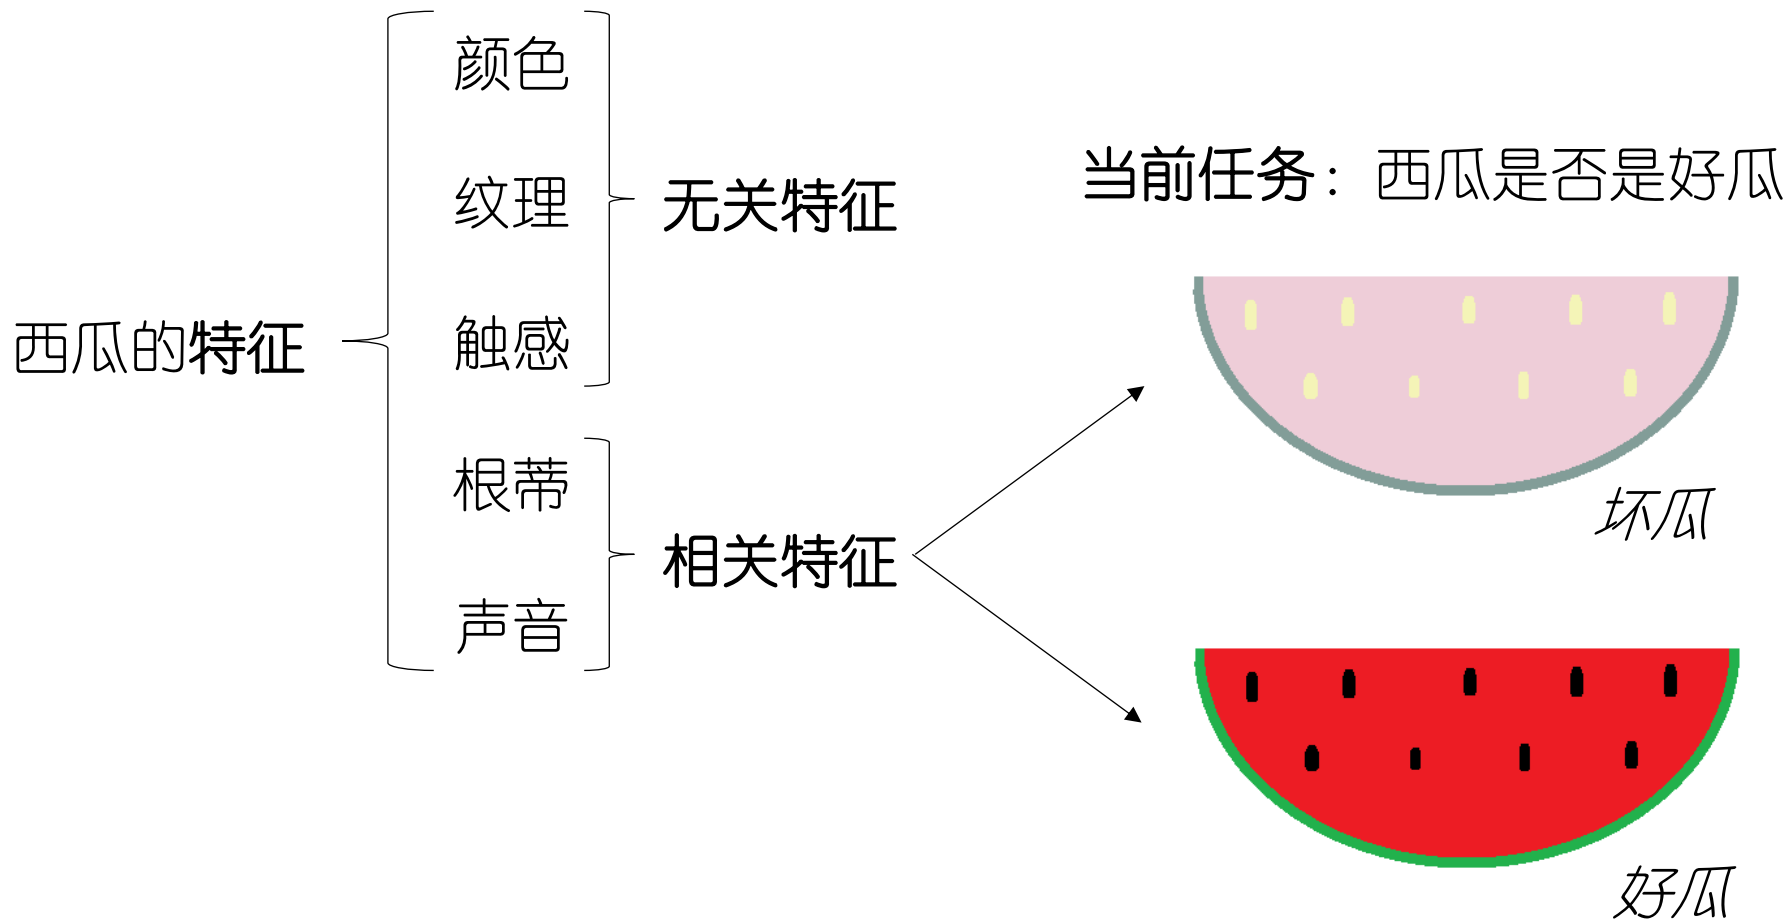 西瓜的特征
颜色
纹理
触感
根蒂
声音
无关特征
相关特征
当前任务：西瓜是否是好瓜
坏瓜
好瓜